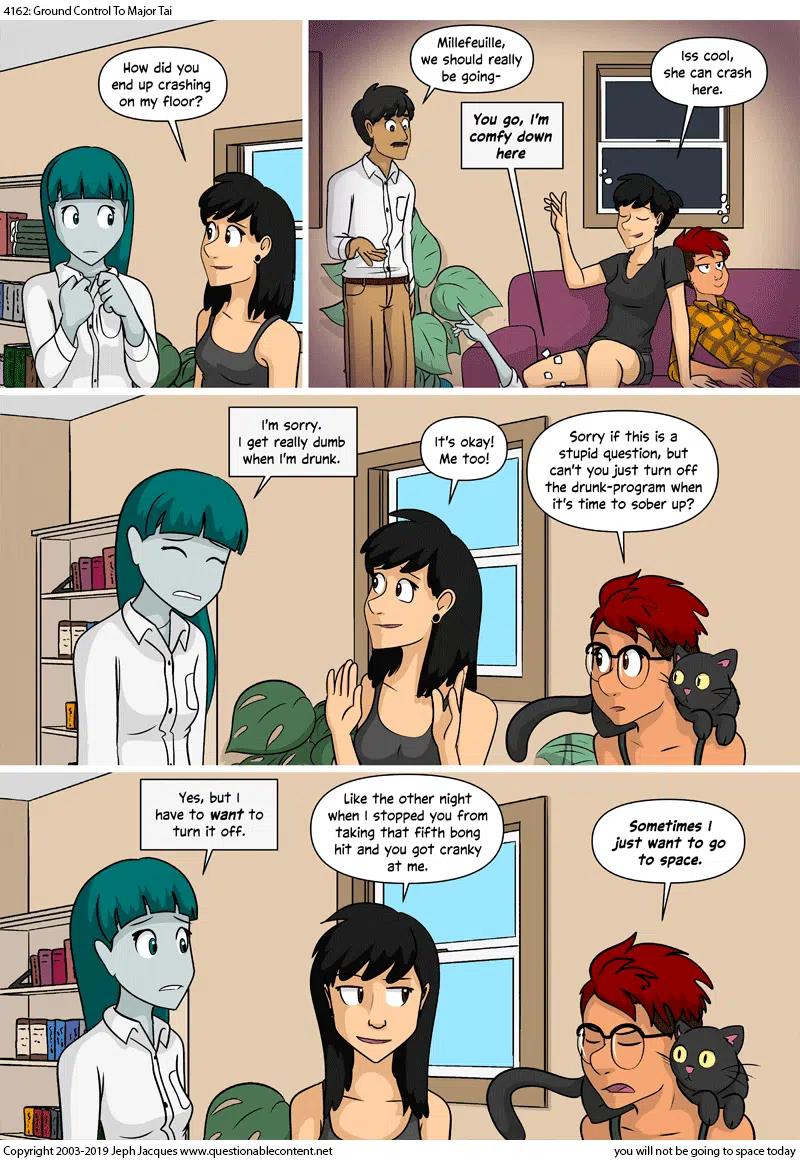 4162: Ground Control To Major Tai
How did you
end up crashing
on my floor?
Millefeuille,
we should really
be going-
You go, I'm
comfy down
here
Iss cool,
she can crash
here.
I'm sorry.
I get really dumb
when I'm drunk.
It's okay!
Me too!
Sorry if this is a
stupid question, but
can't you just turn off
the drunk-program when
it's time to sober up?
Yes, but I
have to want to
turn it off.
Like the other night
when I stopped you from
taking that fifth bong
hit and you got cranky
at me.
Sometimes I
just want to go
to space.
Copyright 2003-2019 Jeph Jacques www.questionablecontent.net
you will not be going to space today